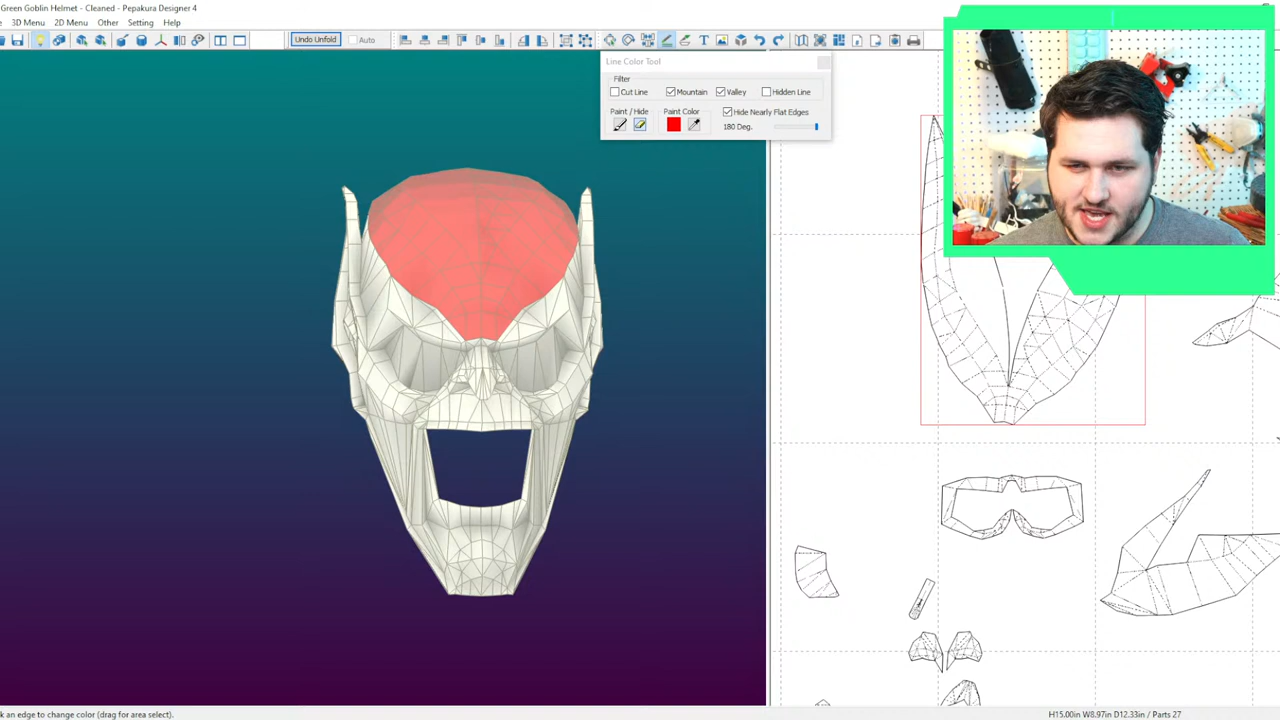 Green Goblin Helmet - Cleaned - Pepakura Designer 4
3D Menu 2D Menu Other Setting Help
Undo Unfold Auto
Line Color Tool
Filter
Cut Line Mountain Valley Hidden Line
Paint / Hide Paint Color Hide Nearly Flat Edges
180 Deg.
k an edge to change color (drag for area select).
H15.00in W8.97in D12.33in / Parts 27